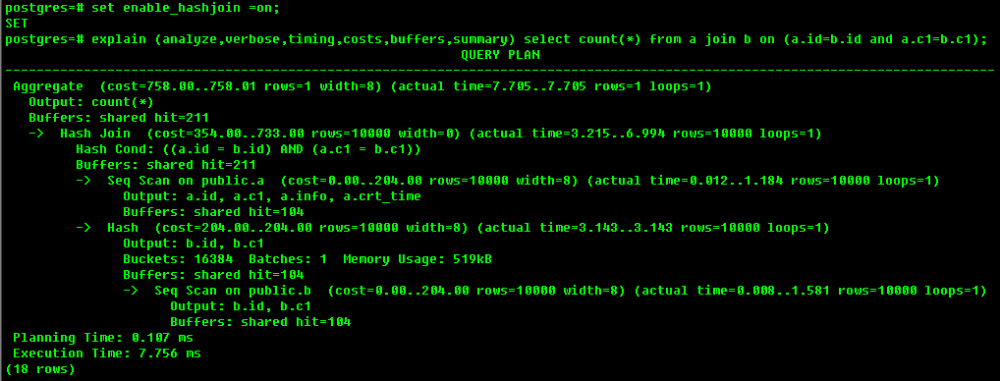 postgres=# set enable_hashjoin =on;
SET
postgres=# explain (analyze,verbose,timing,costs,buffers,summary) select count(*) from a join b on (a.id=b.id and a.c1=b.c1);
QUERY PLAN
-------------------------------------------------------------------------------------------------------------------------------
Aggregate  (cost=758.00..758.01 rows=1 width=8) (actual time=7.705..7.705 rows=1 loops=1)
  Output: count(*)
  Buffers: shared hit=211
  ->  Hash Join  (cost=354.00..733.00 rows=10000 width=0) (actual time=3.215..6.994 rows=10000 loops=1)
        Hash Cond: ((a.id = b.id) AND (a.c1 = b.c1))
        Buffers: shared hit=211
        ->  Seq Scan on public.a  (cost=0.00..204.00 rows=10000 width=8) (actual time=0.012..1.184 rows=10000 loops=1)
              Output: a.id, a.c1, a.info, a.crt_time
              Buffers: shared hit=104
        ->  Hash  (cost=204.00..204.00 rows=10000 width=8) (actual time=3.143..3.143 rows=10000 loops=1)
              Output: b.id, b.c1
              Buckets: 16384  Batches: 1  Memory Usage: 519kB
              Buffers: shared hit=104
              ->  Seq Scan on public.b  (cost=0.00..204.00 rows=10000 width=8) (actual time=0.008..1.581 rows=10000 loops=1)
                    Output: b.id, b.c1
                    Buffers: shared hit=104
Planning Time: 0.107 ms
Execution Time: 7.756 ms
(18 rows)